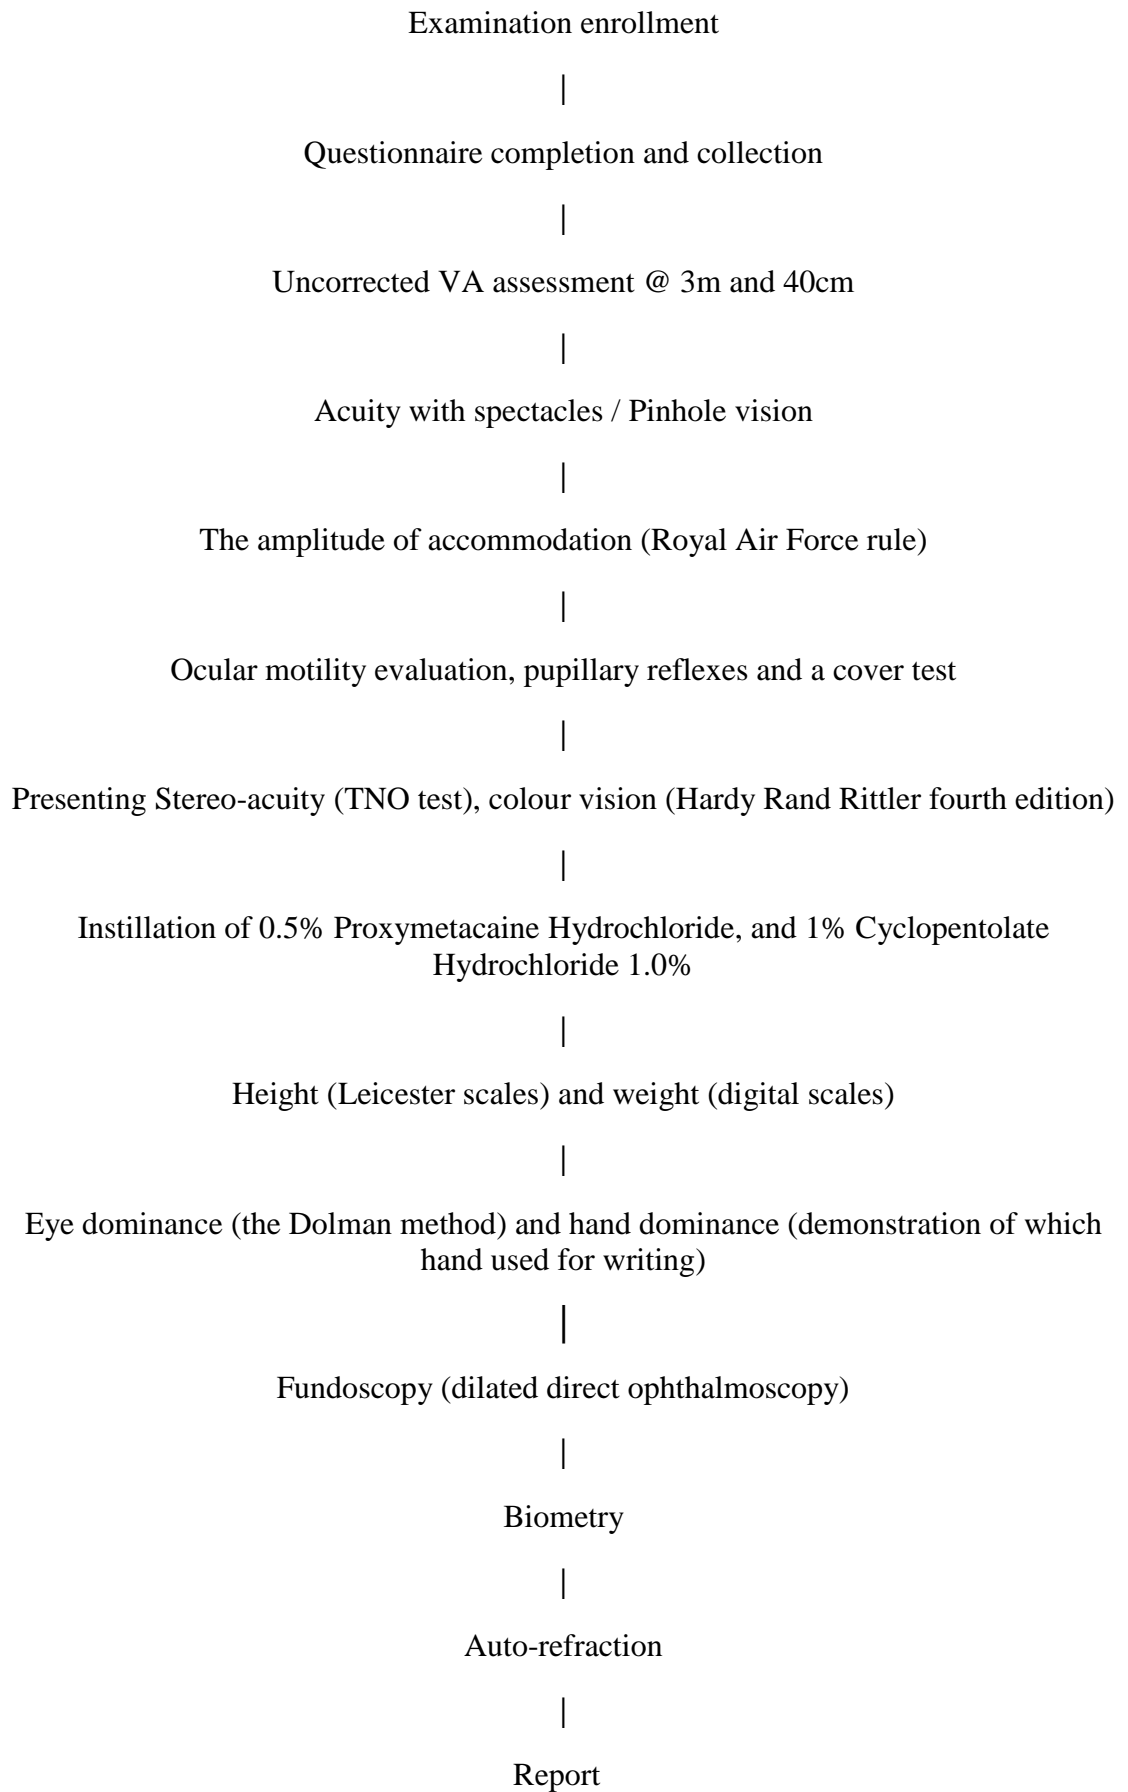 Examination enrollment
|
Questionnaire completion and collection
|
Uncorrected VA assessment @ 3m and 40cm
|
Acuity with spectacles / Pinhole vision
|
The amplitude of accommodation (Royal Air Force rule)
|
Ocular motility evaluation, pupillary reflexes and a cover test
|
Presenting Stereo-acuity (TNO test), colour vision (Hardy Rand Rittler fourth edition)
|
Instillation of 0.5% Proxymetacaine Hydrochloride, and 1% Cyclopentolate
Hydrochloride 1.0%
|
Height (Leicester scales) and weight (digital scales)
|
Eye dominance (the Dolman method) and hand dominance (demonstration of which
hand used for writing)
|
Fundoscopy (dilated direct ophthalmoscopy)
|
Biometry
|
Auto-refraction
|
Report